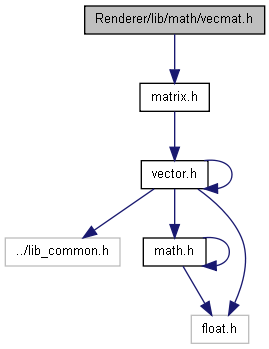 Renderer/lib/math/vecmat.h
matrix.h
vector.h
../lib_common.h
math.h
float.h